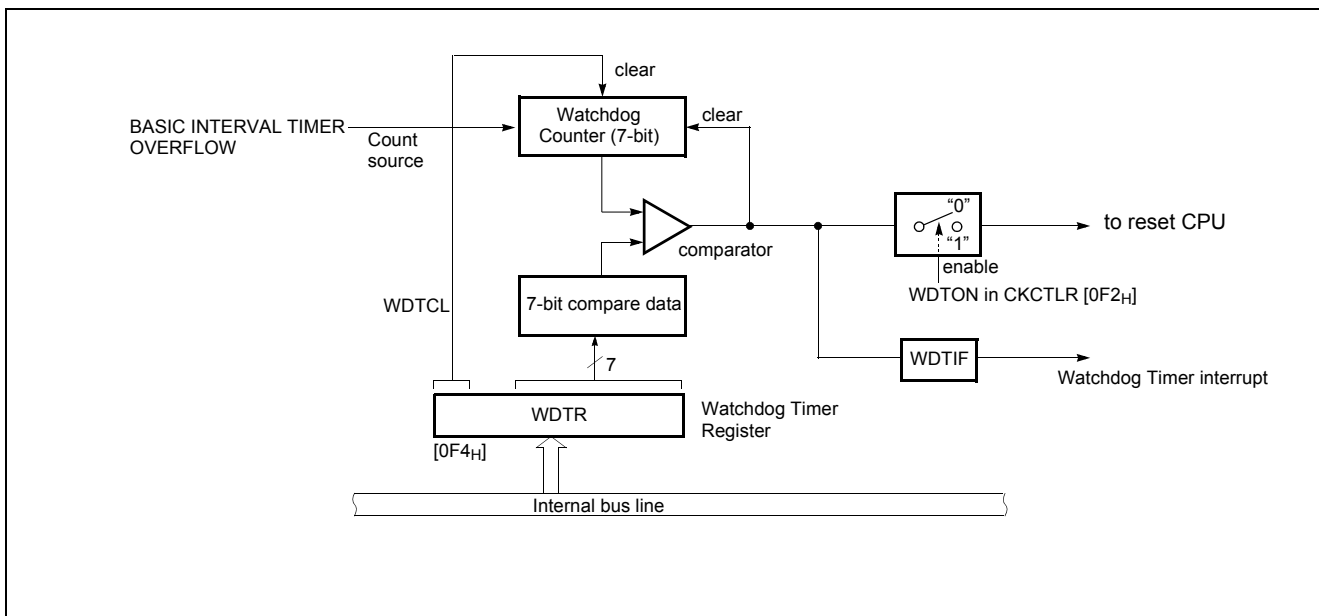 clear
BASIC INTERVAL TIMER
OVERFLOW
Count
source
Watchdog
Counter (7-bit)
clear
comparator
“0”
“1”
enable
to reset CPU
WDTON in CKCTLR [0F2H]
WDTCL
7-bit compare data
7
WDTIF
Watchdog Timer interrupt
WDTR
Watchdog Timer
Register
[0F4H]
Internal bus line